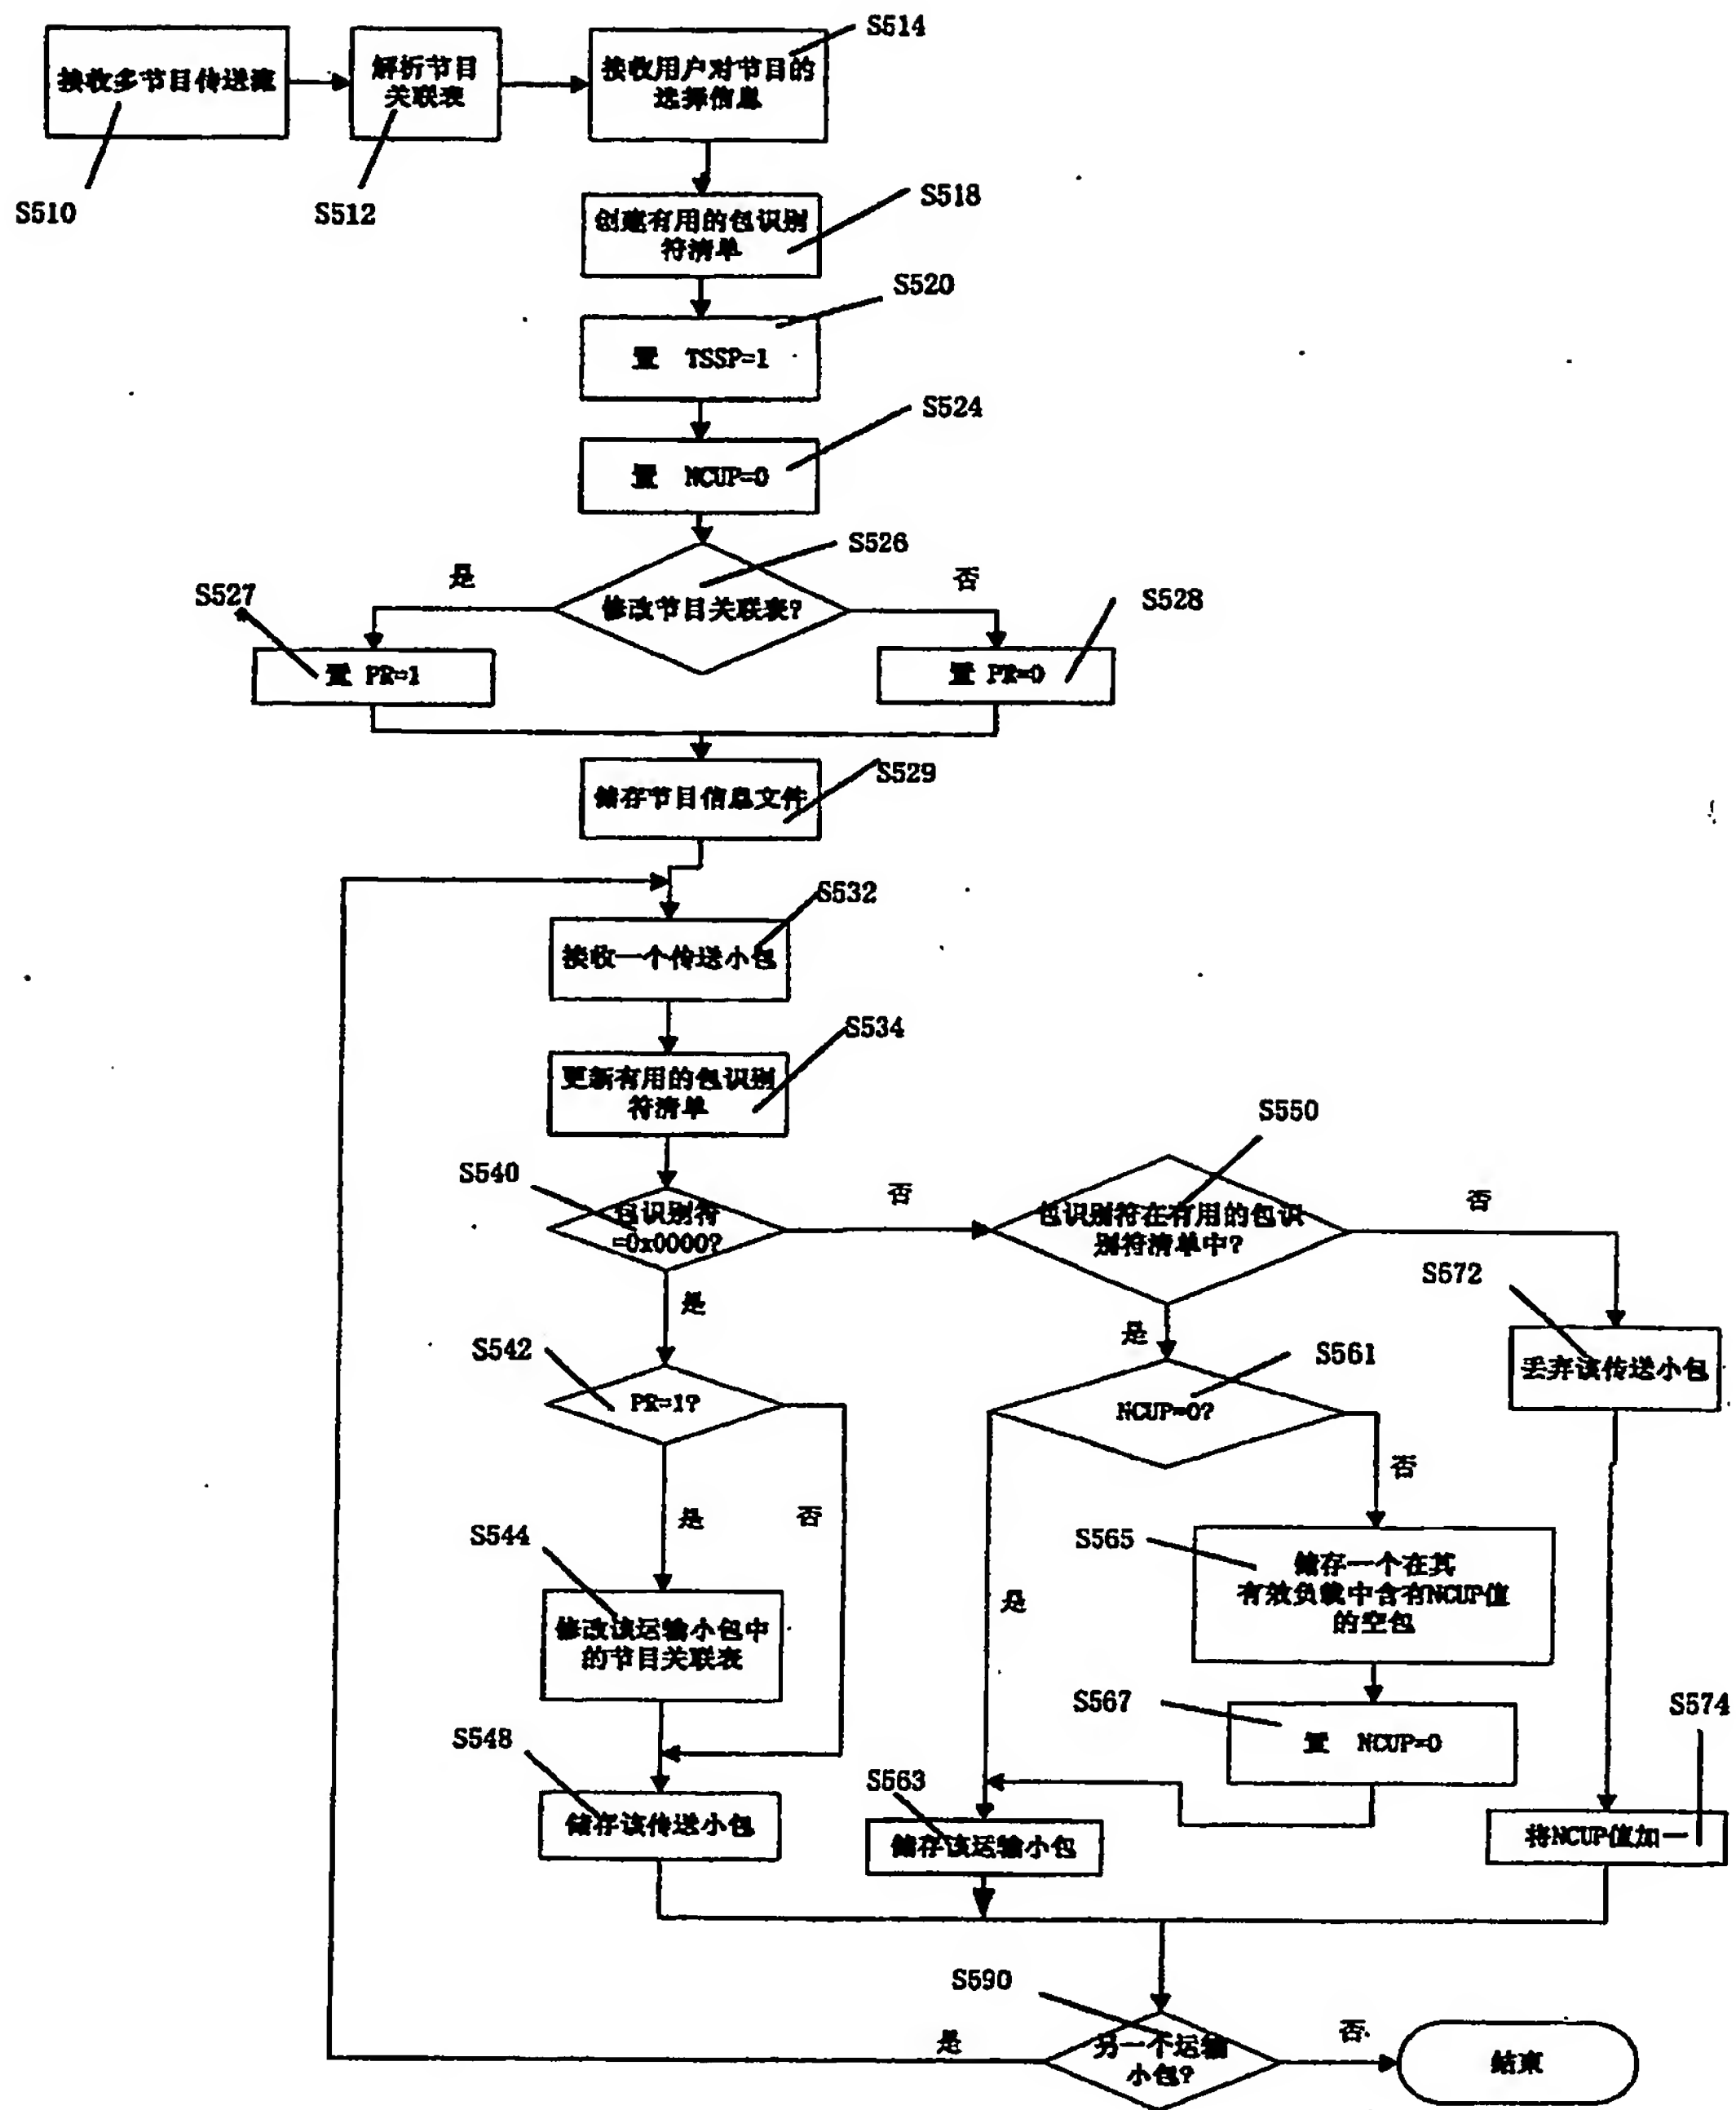 S514
接收多节目传送流
解析节目
关联表
接收用户对节目的
选择信息
S510
S512
S518
创建有用的包识别
符清单
S520
置 TSSP=1
S524
置 NCUP=0
S526
是
否
S527
修改节目关联表?
S528
置 PR=1
置 PR=0
S529
储存节目信息文件
S532
接收一个传送小包
S534
更新有用的包识别
符清单
S550
S540
否
包识别符
=0x0000?
包识别符在有用的包识
别符清单中?
否
S572
是
是
S542
S561
丢弃该传送小包
PR=1?
NCUP=0?
否
是
否
S544
S565
储存一个在其
有效负载中含有NCUP值
的空包
是
修改该运输小包中
的节目关联表
S567
S574
S548
置 NCUP=0
S563
储存该传送小包
储存该运输小包
将NCUP值加一
S590
是
否
另一个运输
小包?
结束